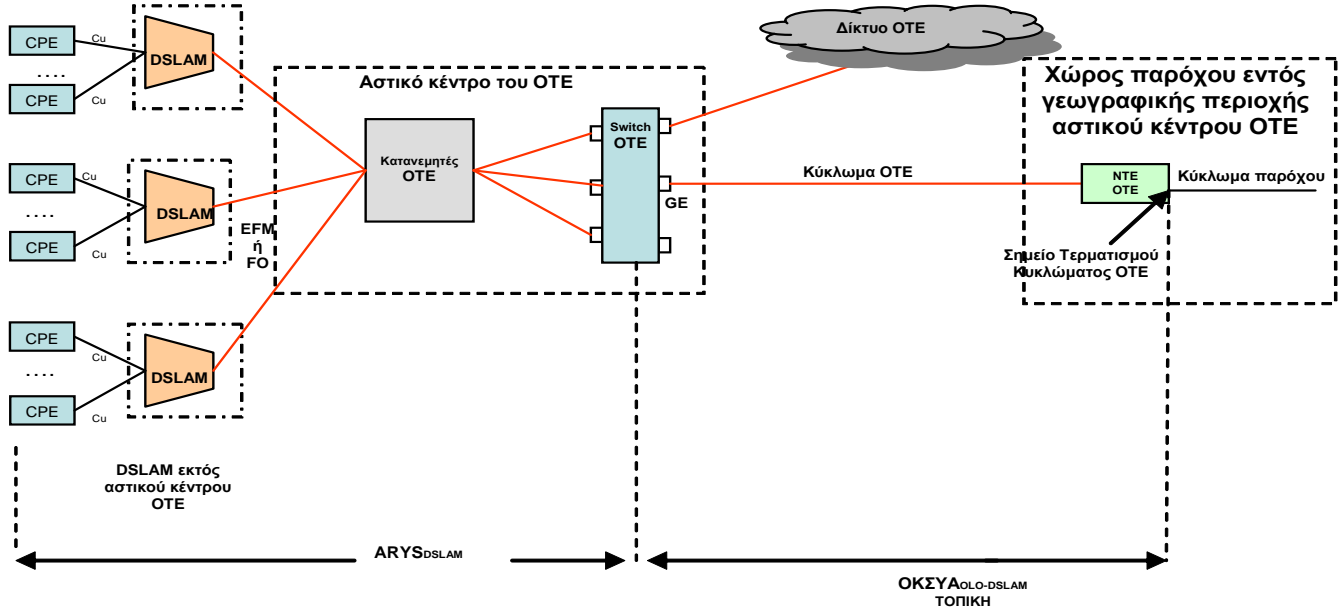 Δίκτυο ΟΤΕ
CPE
Cu
DSLAM
....
CPE
Cu
Αστικό κέντρο του ΟΤΕ
Χώρος παρόχου εντός
γεωγραφικής περιοχής
αστικού κέντρου ΟΤΕ
Switch
ΟΤΕ
Κατανεμητές
ΟΤΕ
CPE
Cu
DSLAM
....
CPE
Cu
EFM
ή
FO
GE
Κύκλωμα ΟΤΕ
NTE
OTE
Κύκλωμα παρόχου
Σημείο Τερματισμού
Κυκλώματος ΟΤΕ
CPE
Cu
DSLAM
....
CPE
Cu
DSLAM εκτός
αστικού κέντρου
ΟΤΕ
ARYSDSLAM
ΟΚΣΥΑOLO-DSLAM
ΤΟΠΙΚΗ